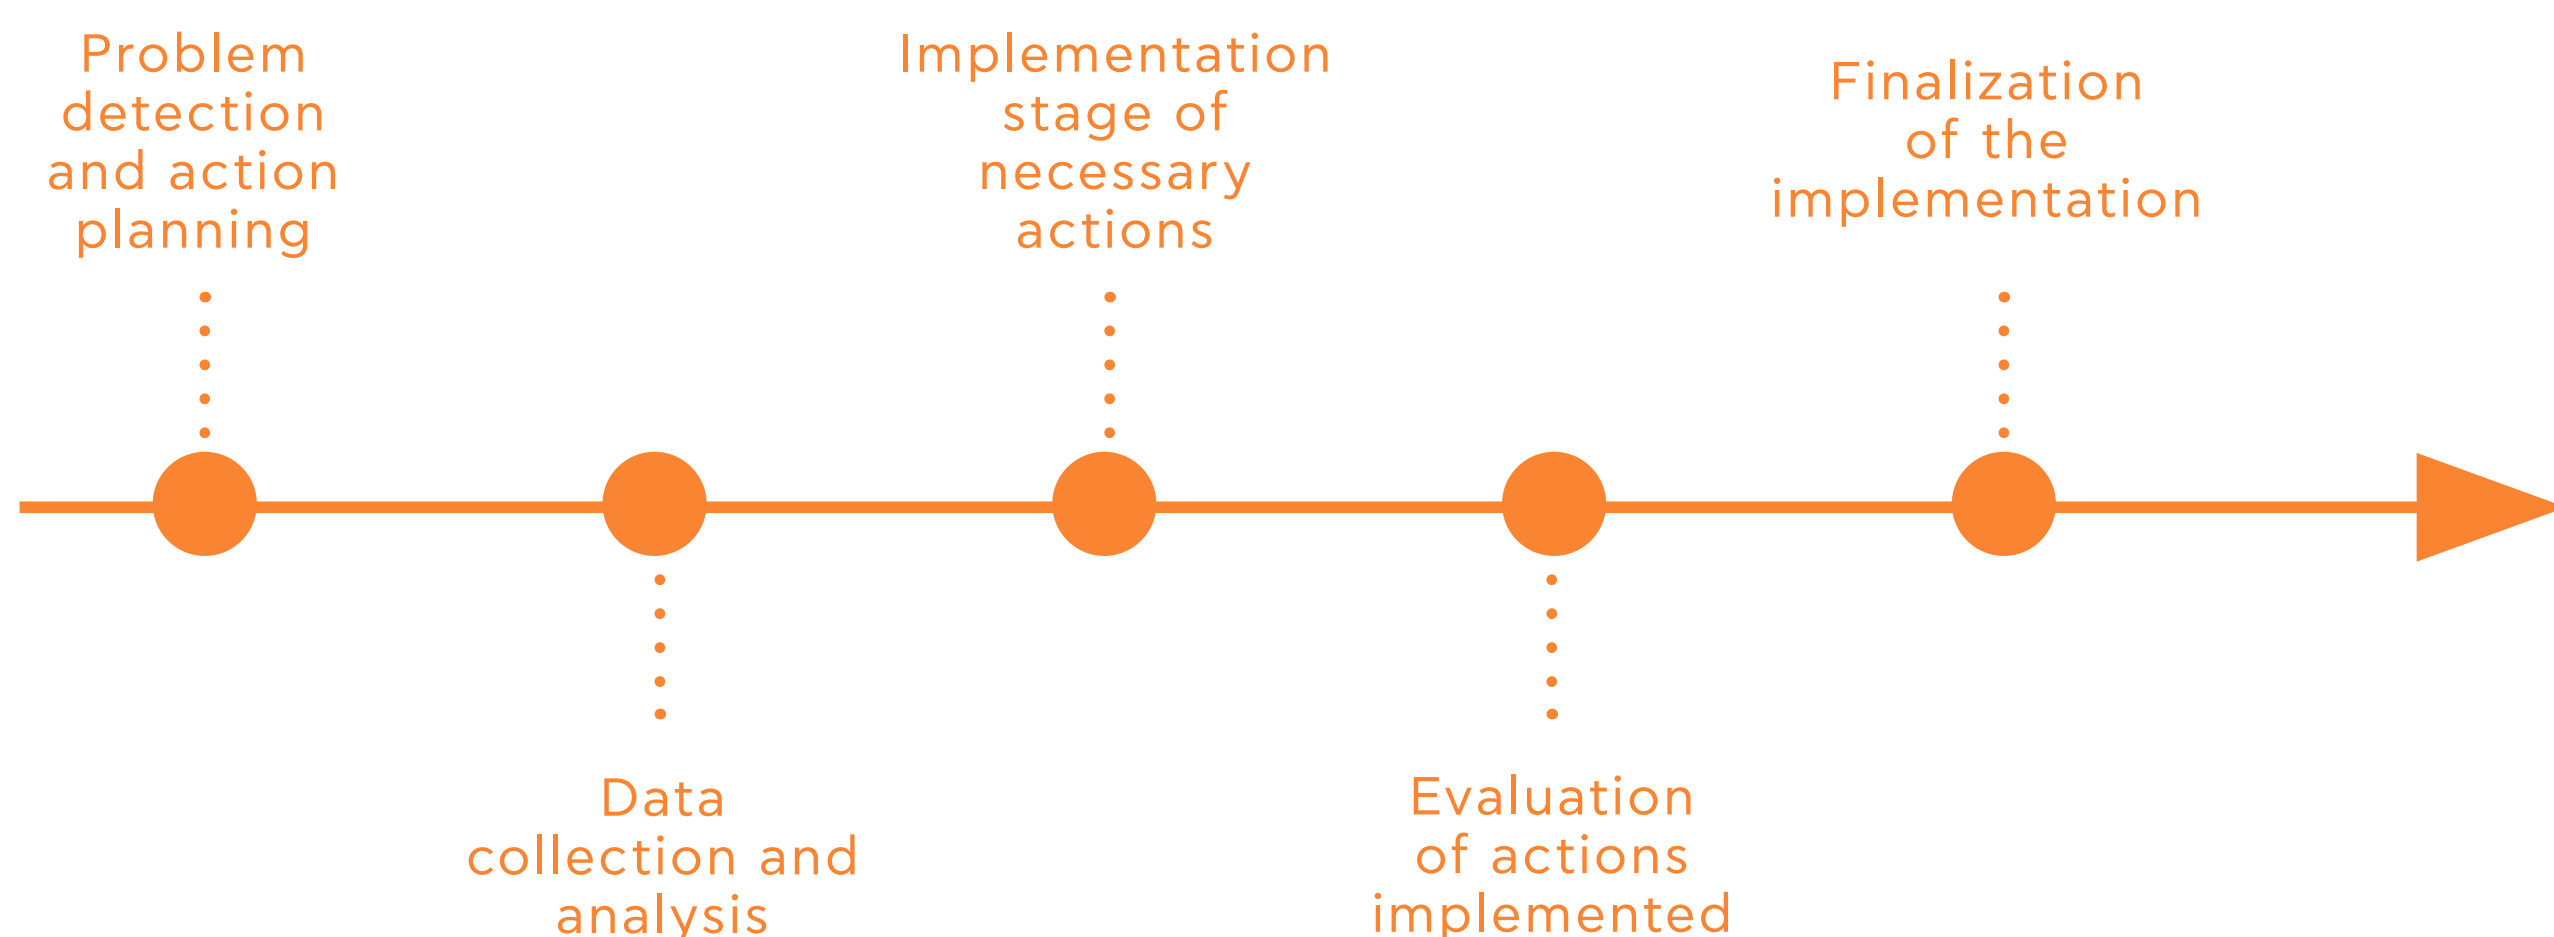 Problem
detection
and action
planning
Data
collection and
analysis
Implementation
stage of
necessary
actions
Evaluation
of actions
implemented
Finalization
of the
implementation